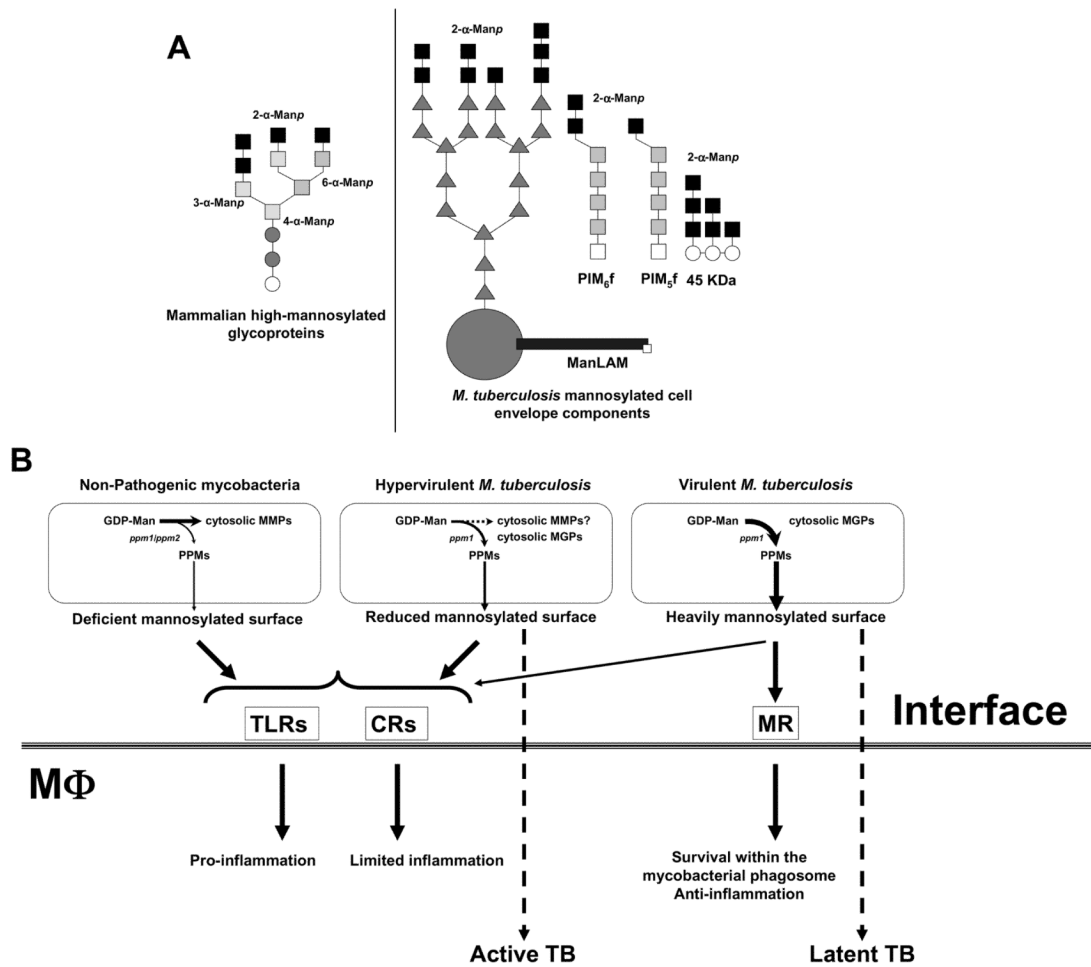 A
2-α-Manp
3-α-Manp
6-α-Manp
4-α-Manp
Mammalian high-mannosylated
glycoproteins
2-α-Manp
2-α-Manp
2-α-Manp
PIM6f
PIM5f
45 KDa
ManLAM
M. tuberculosis mannosylated cell
envelope components
B
Non-Pathogenic mycobacteria
GDP-Man
cytosolic MMPs
ppm1/ppm2
PPMs
Deficient mannosylated surface
Hypervirulent M. tuberculosis
GDP-Man
cytosolic MMPs?
cytosolic MGPs
ppm1
PPMs
Reduced mannosylated surface
Virulent M. tuberculosis
GDP-Man
cytosolic MGPs
ppm1
PPMs
Heavily mannosylated surface
TLRs
CRs
MR
Interface
MΦ
Pro-inflammation
Limited inflammation
Survival within the
mycobacterial phagosome
Anti-inflammation
Active TB
Latent TB